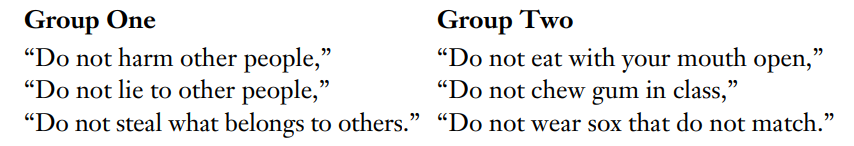 Group One
"Do not harm other people,"
"Do not lie to other people,"
"Do not steal what belongs to others."
Group Two
"Do not eat with your mouth open,"
"Do not chew gum in class,"
"Do not wear sox that do not match."